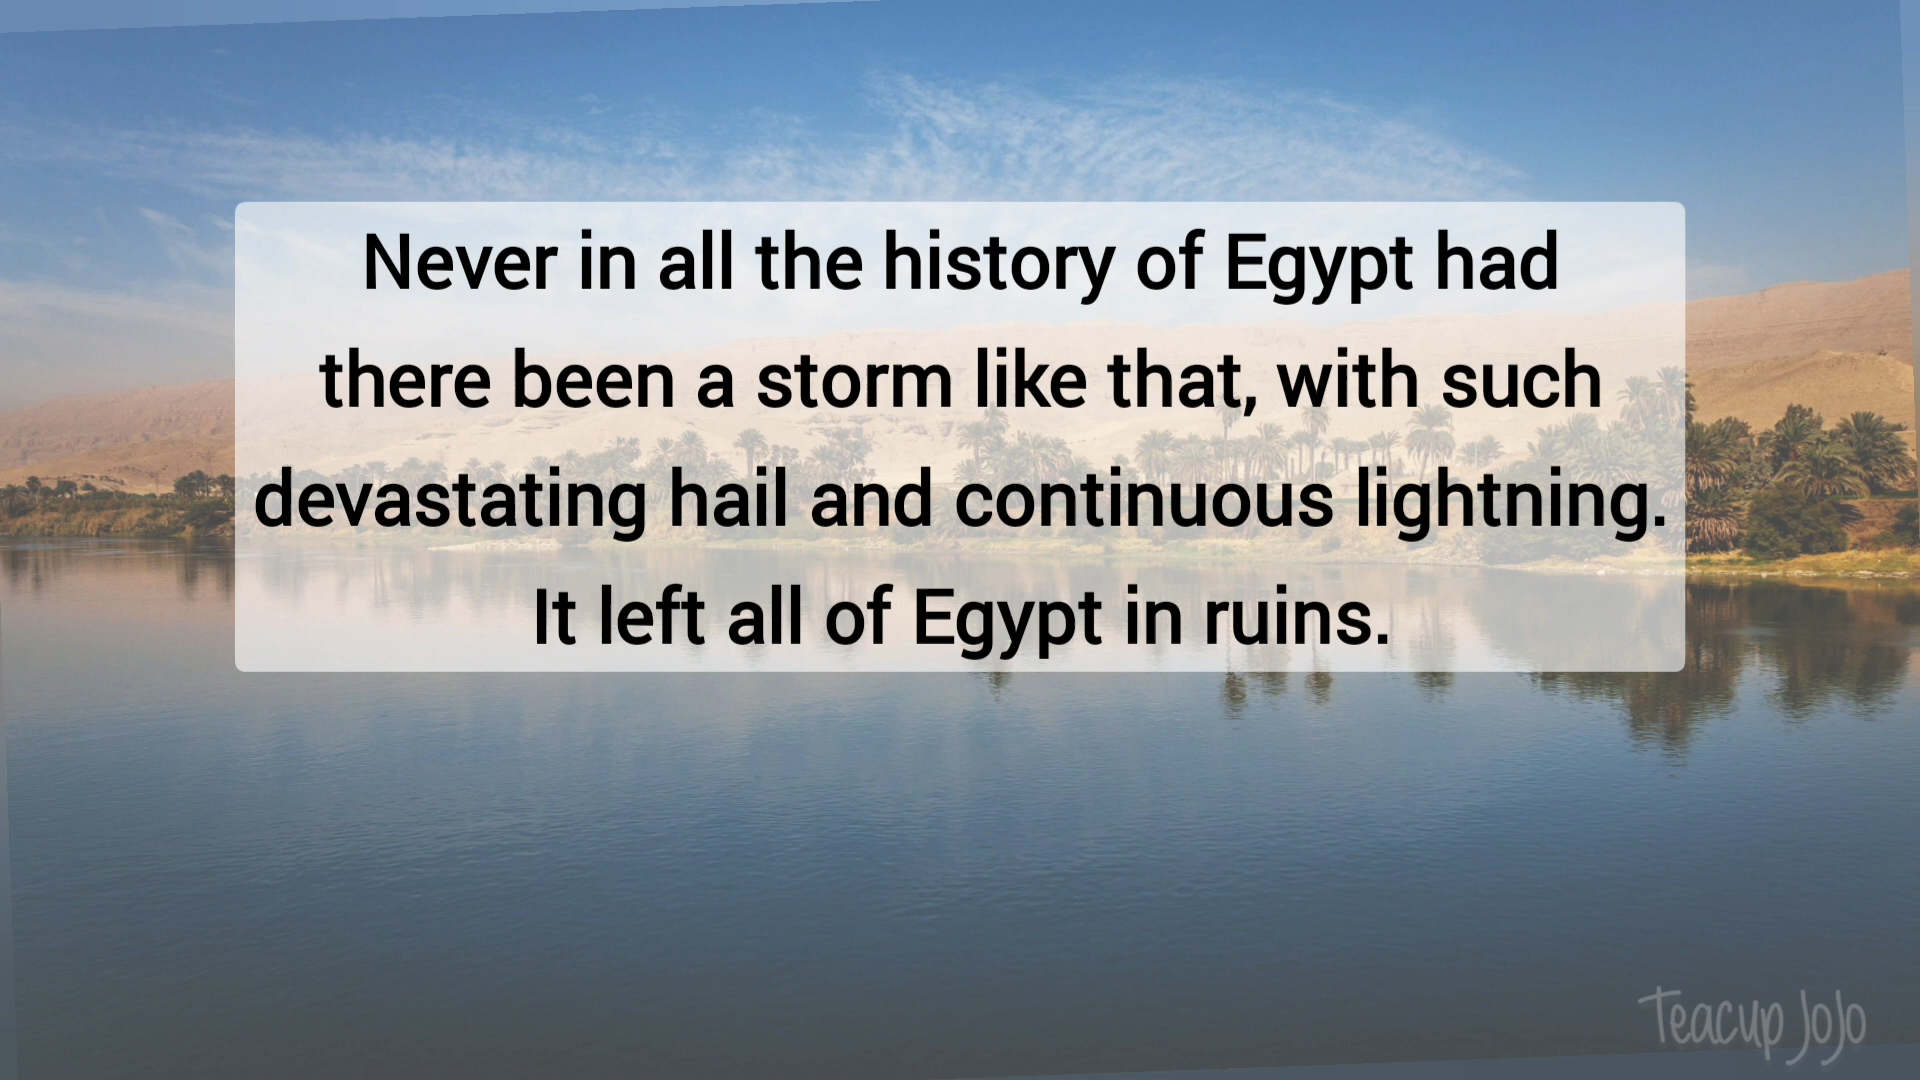 Never in all the history of Egypt had
there been a storm like that, with such
devastating hail and continuous lightning.
It left all of Egypt in ruins.
Teacup JoJo